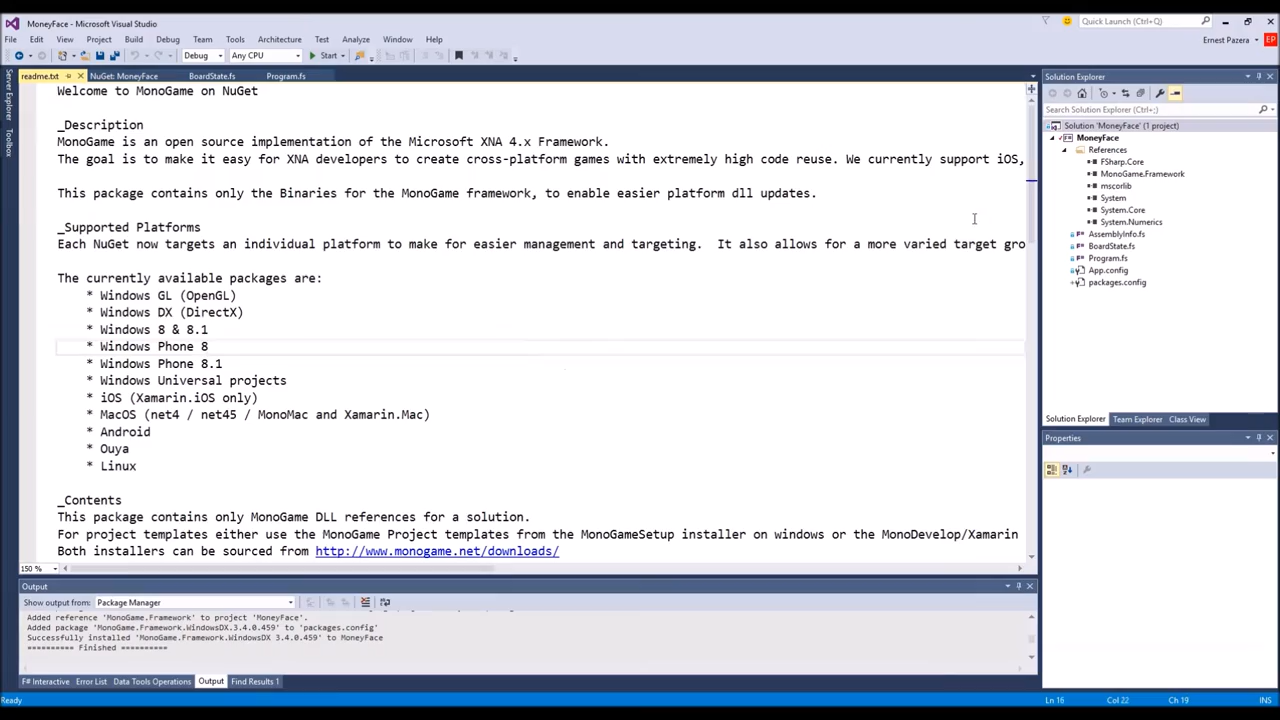 MoneyFace - Microsoft Visual Studio
Quick Launch (Ctrl+Q)
File Edit View Project Build Debug Team Tools Architecture Test Analyze Window Help
Ernest Pazera EP
Debug Any CPU Start
readme.txt NuGet: MoneyFace BoardState.fs Program.fs
Server Explorer
Toolbox
Welcome to MonoGame on NuGet
_Description
MonoGame is an open source implementation of the Microsoft XNA 4.x Framework.
The goal is to make it easy for XNA developers to create cross-platform games with extremely high code reuse. We currently support iOS,
This package contains only the Binaries for the MonoGame framework, to enable easier platform dll updates.
_Supported Platforms
Each NuGet now targets an individual platform to make for easier management and targeting. It also allows for a more varied target gro
The currently available packages are:
* Windows GL (OpenGL)
* Windows DX (DirectX)
* Windows 8 & 8.1
* Windows Phone 8
* Windows Phone 8.1
* Windows Universal projects
* iOS (Xamarin.iOS only)
* MacOS (net4 / net45 / MonoMac and Xamarin.Mac)
* Android
* Ouya
* Linux
_Contents
This package contains only MonoGame DLL references for a solution.
For project templates either use the MonoGame Project templates from the MonoGameSetup installer on windows or the MonoDevelop/Xamarin
Both installers can be sourced from http://www.monogame.net/downloads/
150 %
Solution Explorer
Search Solution Explorer (Ctrl+;)
Solution 'MoneyFace' (1 project)
MoneyFace
References
FSharp.Core
MonoGame.Framework
mscorlib
System
System.Core
System.Numerics
AssemblyInfo.fs
BoardState.fs
Program.fs
App.config
packages.config
Solution Explorer Team Explorer Class View
Properties
Output
Show output from: Package Manager
Added reference 'MonoGame.Framework' to project 'MoneyFace'
Added package 'MonoGame.Framework.WindowsDX.3.4.0.459' to 'packages.config'
Successfully installed 'MonoGame.Framework.WindowsDX 3.4.0.459' to MoneyFace
========== Finished ==========
F# Interactive Error List Data Tools Operations Output Find Results 1
Ready Ln 16 Col 22 Ch 19 INS